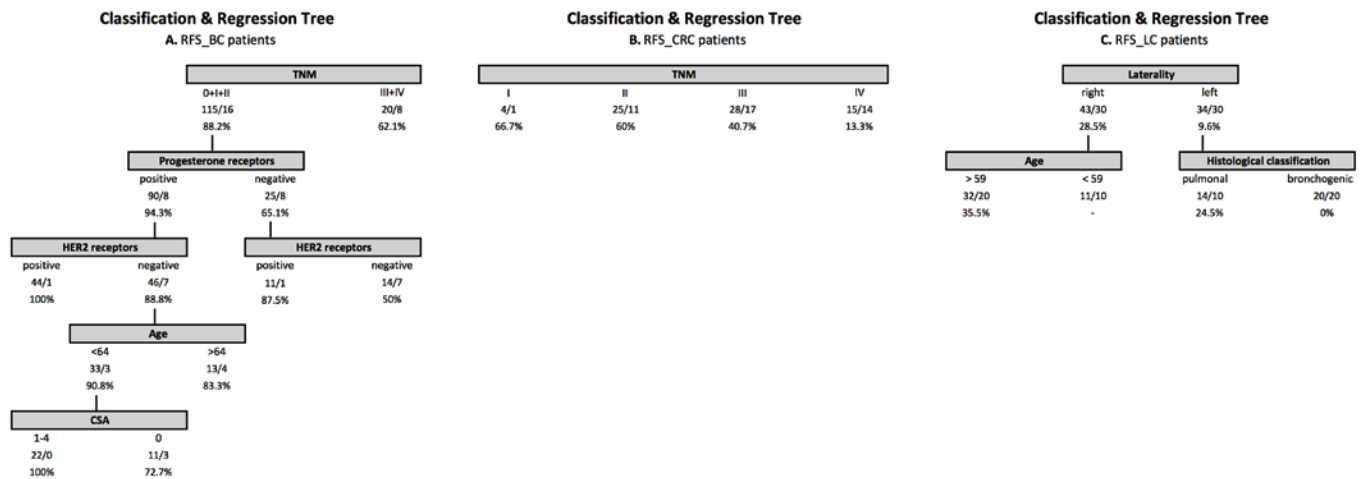 Classification & Regression Tree
A. RFS_BC patients
TNM
0+I+II III+IV
115/16 20/8
88.2% 62.1%
Progesterone receptors
positive negative
90/8 25/8
94.3% 65.1%
HER2 receptors HER2 receptors
positive negative positive negative
44/1 46/7 11/1 14/7
100% 88.8% 87.5% 50%
Age
<64 >64
33/3 13/4
90.8% 83.3%
CSA
1-4 0
22/0 11/3
100% 72.7%
Classification & Regression Tree
B. RFS_CRC patients
TNM
I II III IV
4/1 25/11 28/17 15/14
66.7% 60% 40.7% 13.3%
Classification & Regression Tree
C. RFS_LC patients
Laterality
right left
43/30 34/30
28.5% 9.6%
Age Histological classification
> 59 < 59 pulmonal bronchogenic
32/20 11/10 14/10 20/20
35.5% - 24.5% 0%